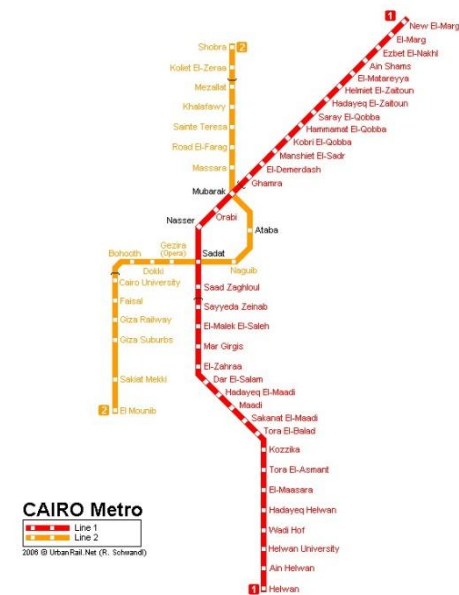 1
New El-Marg
El-Marg
Ezbet El-Nakhl
Ain Shams
El-Matareyya
Helmiet El-Zaitoun
Hadayeq El-Zaitoun
Saray El-Qobba
Hammamat El-Qobba
Kobri El-Qobba
Manshiet El-Sadr
El-Demerdash
Ghamra
Shobra
2
Koliet El-Zeraa
Mezallat
Khalafawy
Sainte Teresa
Road El-Farag
Massara
Mubarak
Orabi
Nasser
Ataba
Bohooth
Dokki
Gezira
(Opera)
Sadat
Naguib
Cairo University
Faisal
Giza Railway
Giza Suburbs
Sakiat Mekki
2
El Mounib
Saad Zaghloul
Sayyeda Zeinab
El-Malek El-Saleh
Mar Girgis
El-Zahraa
Dar El-Salam
Hadayeq El-Maadi
Maadi
Sakanat El-Maadi
Tora El-Balad
Kozzika
Tora El-Asmant
El-Maasara
Hadayeq Helwan
Wadi Hof
Helwan University
Ain Helwan
1
Helwan
CAIRO Metro
Line 1
Line 2
2006 © UrbanRail.Net (R. Schwandl)